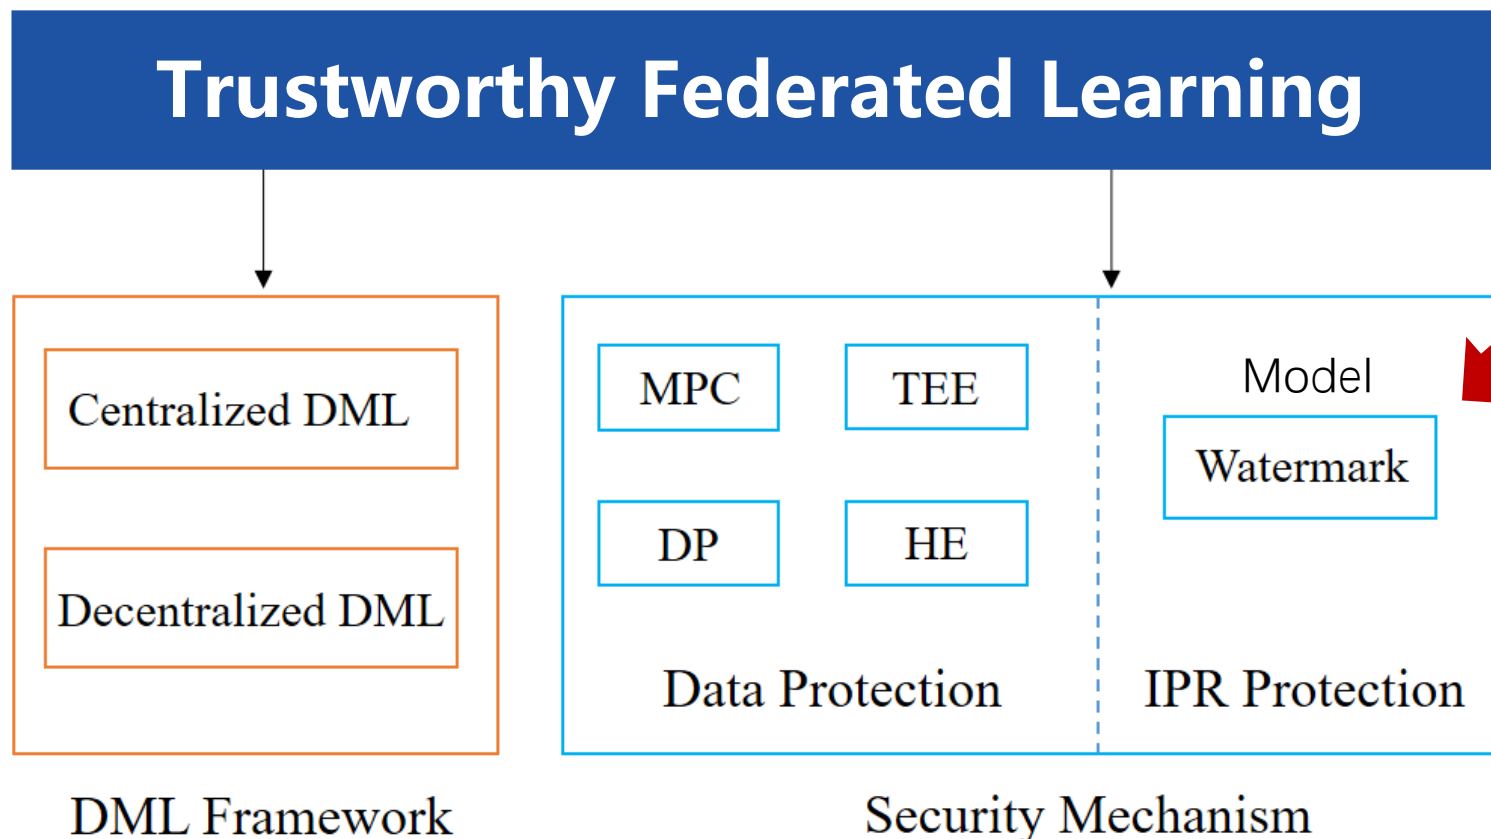 Trustworthy Federated Learning
Centralized DML
Decentralized DML
DML Framework
MPC
TEE
DP
HE
Data Protection
Model
Watermark
IPR Protection
Security Mechanism